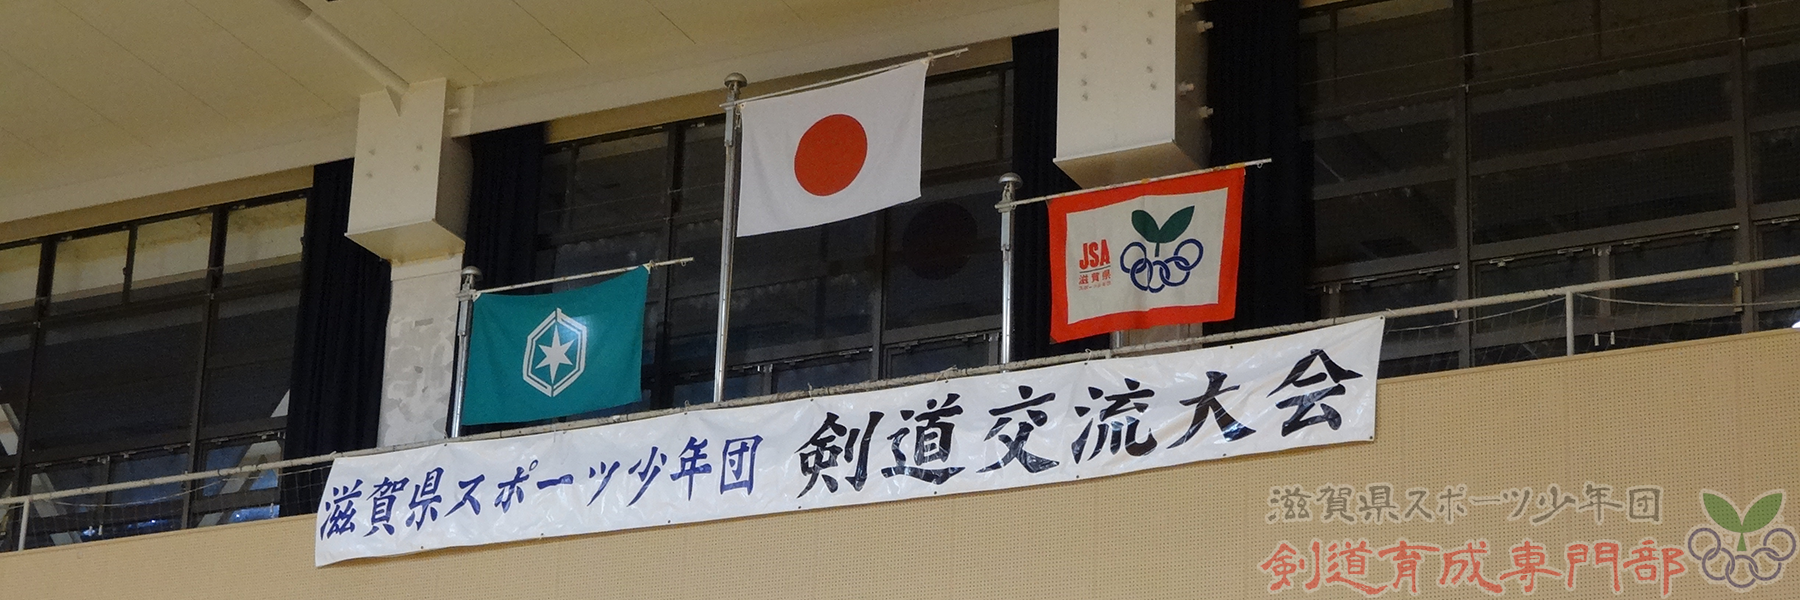 JSA
滋賀県
滋賀県スポーツ少年団 剣道交流大会
滋賀県スポーツ少年団
剣道育成専門部